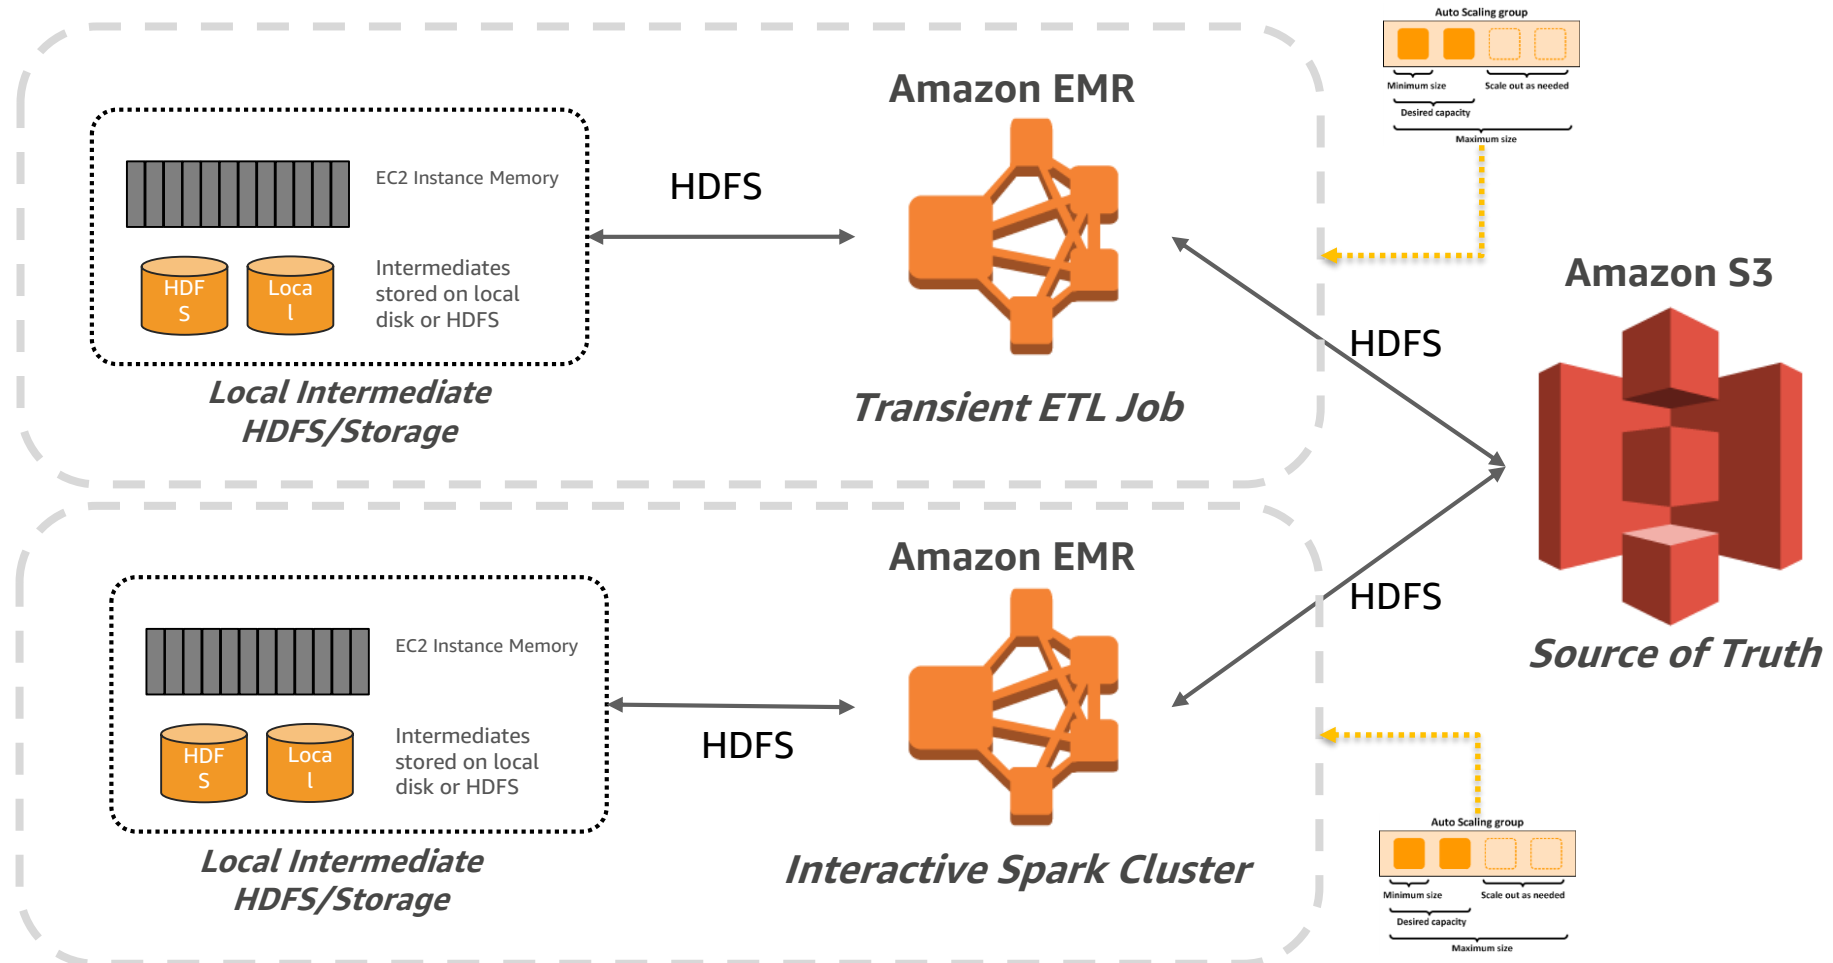 Auto Scaling group
Minimum size
Scale out as needed
Desired capacity
Maximum size
Amazon EMR
EC2 Instance Memory
HDFS
HDF
S
Loca
l
Intermediates
stored on local
disk or HDFS
Local Intermediate
HDFS/Storage
Transient ETL Job
HDFS
Amazon S3
Source of Truth
Amazon EMR
EC2 Instance Memory
HDFS
HDF
S
Loca
l
Intermediates
stored on local
disk or HDFS
Local Intermediate
HDFS/Storage
Interactive Spark Cluster
HDFS
Auto Scaling group
Minimum size
Scale out as needed
Desired capacity
Maximum size